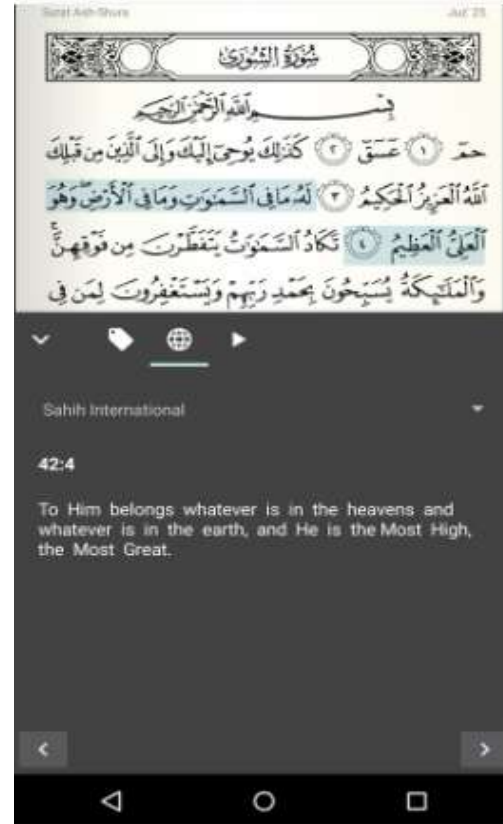 Surat Ash-Shura Juz' 25
سُورَةُ الشُّورَىٰ
بِسْمِ اللَّهِ الرَّحْمَٰنِ الرَّحِيمِ
حمٓ ١ عٓسٓقٓ ٢ كَذَٰلِكَ يُوحِىٓ إِلَيْكَ وَإِلَى ٱلَّذِينَ مِن قَبْلِكَ
ٱللَّهُ ٱلْعَزِيزُ ٱلْحَكِيمُ ٣ لَهُۥ مَا فِى ٱلسَّمَٰوَٰتِ وَمَا فِى ٱلْأَرْضِ ۖ وَهُوَ
ٱلْعَلِىُّ ٱلْعَظِيمُ ٤ تَكَادُ ٱلسَّمَٰوَٰتُ يَتَفَطَّرْنَ مِن فَوْقِهِنَّ ۚ
وَٱلْمَلَٰٓئِكَةُ يُسَبِّحُونَ بِحَمْدِ رَبِّهِمْ وَيَسْتَغْفِرُونَ لِمَن فِى
Sahih International
42:4
To Him belongs whatever is in the heavens and
whatever is in the earth, and He is the Most High,
the Most Great.